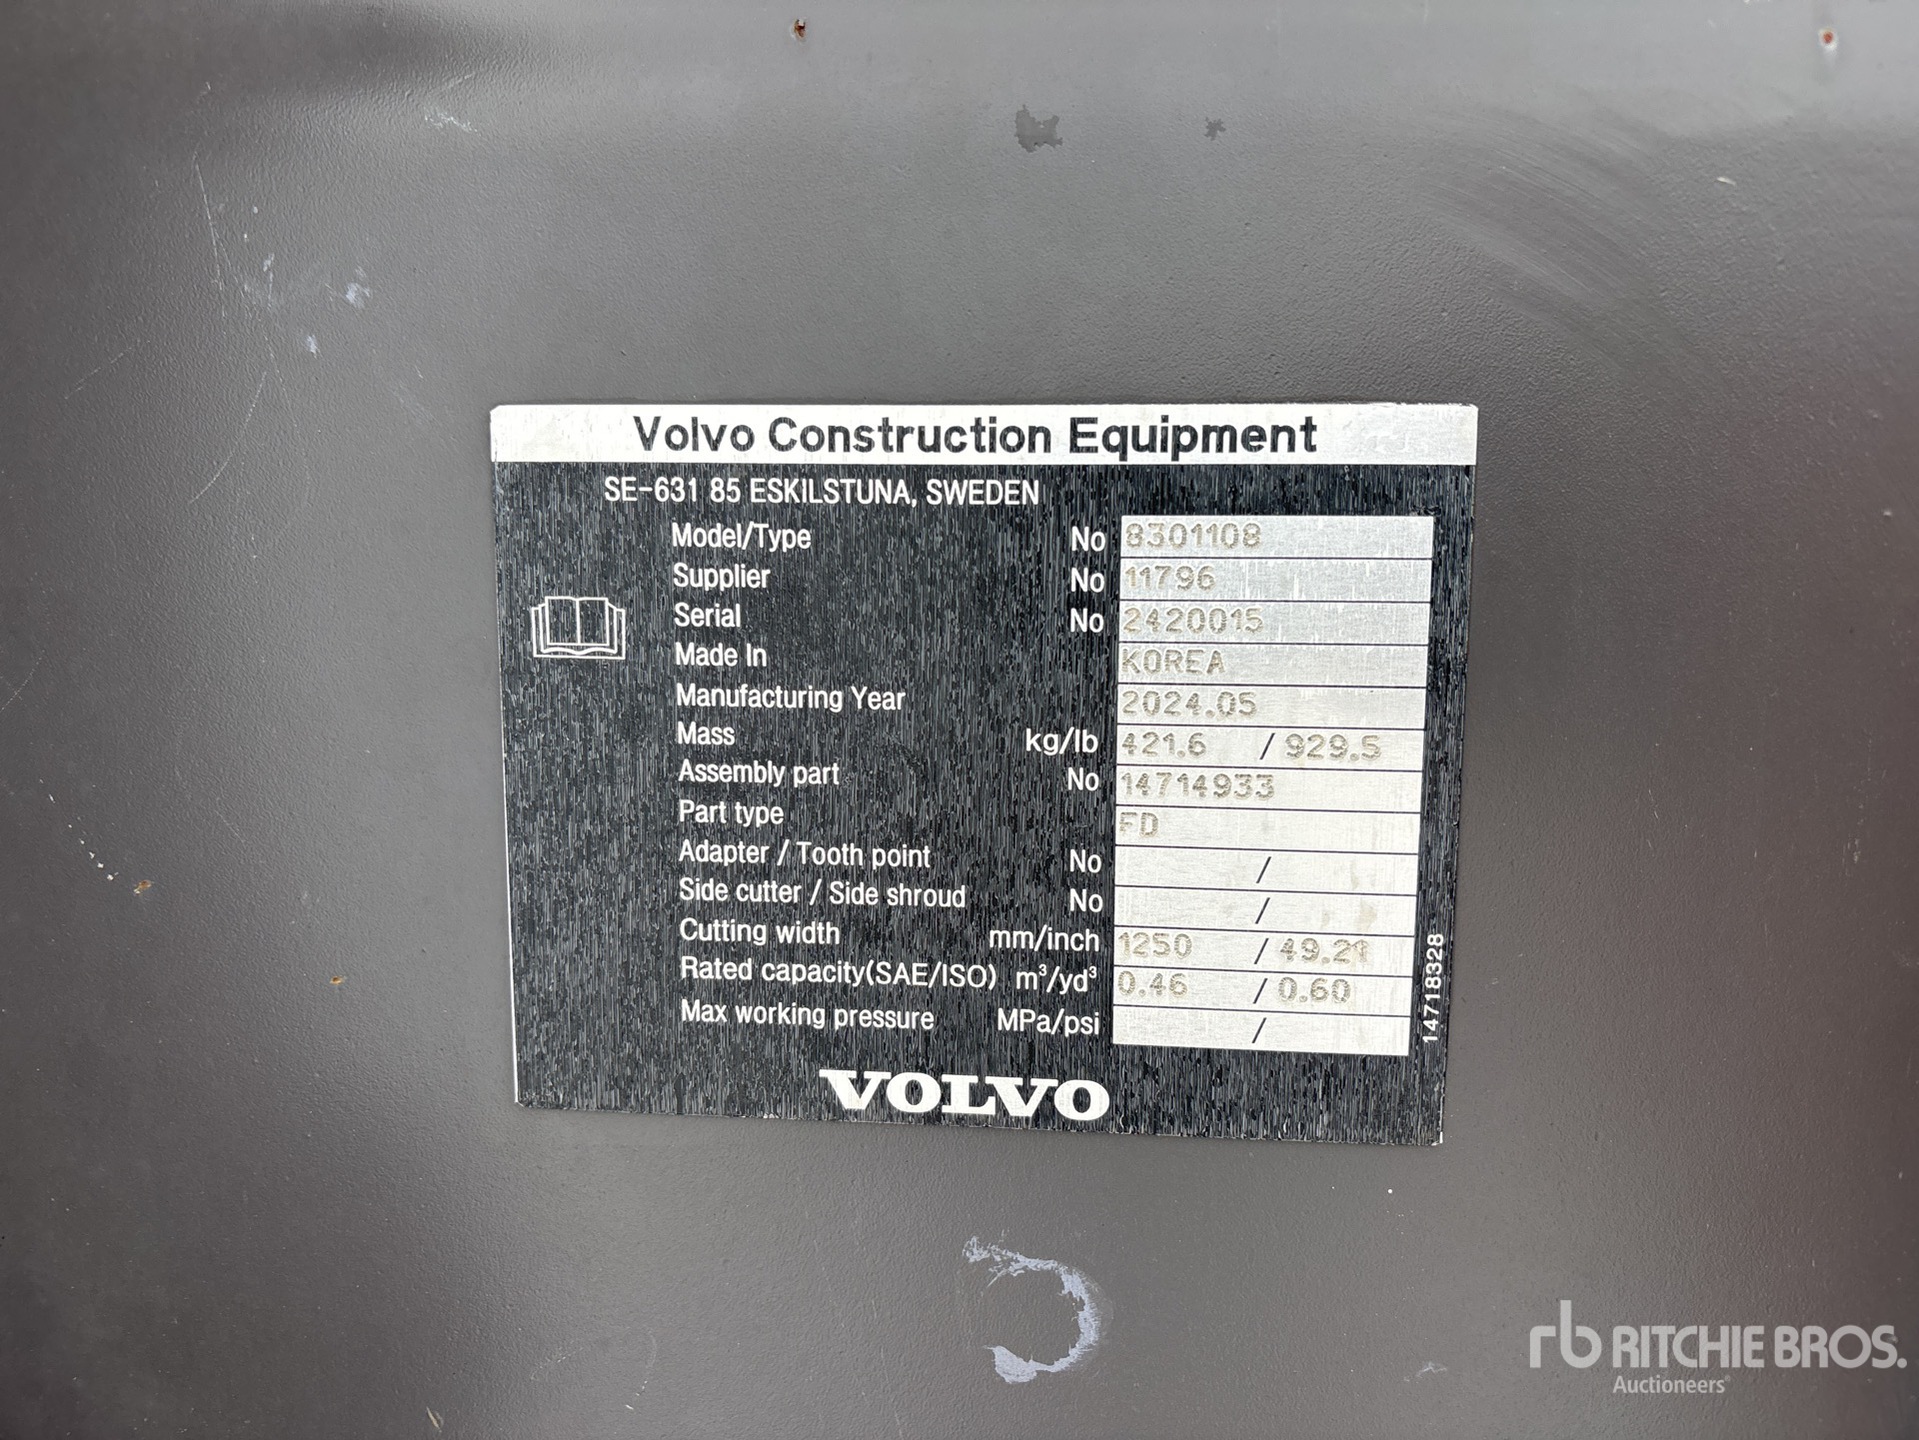 Volvo Construction Equipment
SE-631 85 ESKILSTUNA, SWEDEN
Model/Type No 8301108
Supplier No 11796
Serial No 2420015
Made In KOREA
Manufacturing Year 2024.05
Mass kg/lb 421.6 / 929.5
Assembly part No 14714933
Part type FD
Adapter / Tooth point No /
Side cutter / Side shroud No /
Cutting width mm/inch 1250 / 49.21
Rated capacity(SAE/ISO) m³/yd³ 0.46 / 0.60
Max working pressure MPa/psi /
14718328
VOLVO
rb RITCHIE BROS.
Auctioneers